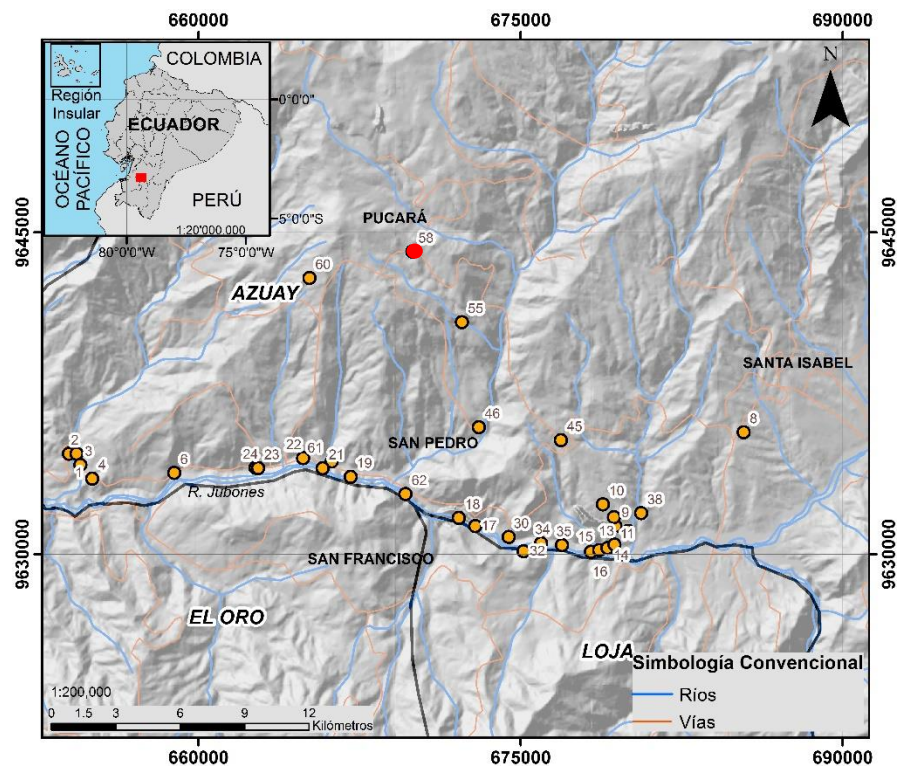 660000 675000 690000
COLOMBIA
N
Región
Insular
0°0'0"
ECUADOR
OCÉANO
PACÍFICO
PERÚ
5°0'0"S
1:20'000.000
80°0'0"W 75°0'0"W
PUCARÁ
58
9645000 9645000
60
AZUAY
55
SANTA ISABEL
8
46
45
SAN PEDRO
2
3
1
4
6
24 23
22 61 21
19
R. Jubones
62
18
17
10
9
38
11
13
30
34
35
15
32
14
16
9630000 9630000
SAN FRANCISCO
EL ORO
LOJA
Simbología Convencional
Ríos
Vías
1:200,000
0 1.5 3 6 9 12
Kilómetros
660000 675000 690000